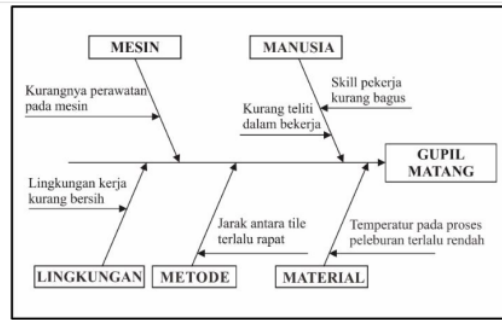 MESIN
MANUSIA
Kurangnya perawatan
pada mesin
Skill pekerja
kurang bagus
Kurang teliti
dalam bekerja
GUPIL
MATANG
Lingkungan kerja
kurang bersih
Jarak antara tile
terlalu rapat
Temperatur pada proses
peleburan terlalu rendah
LINGKUNGAN
METODE
MATERIAL